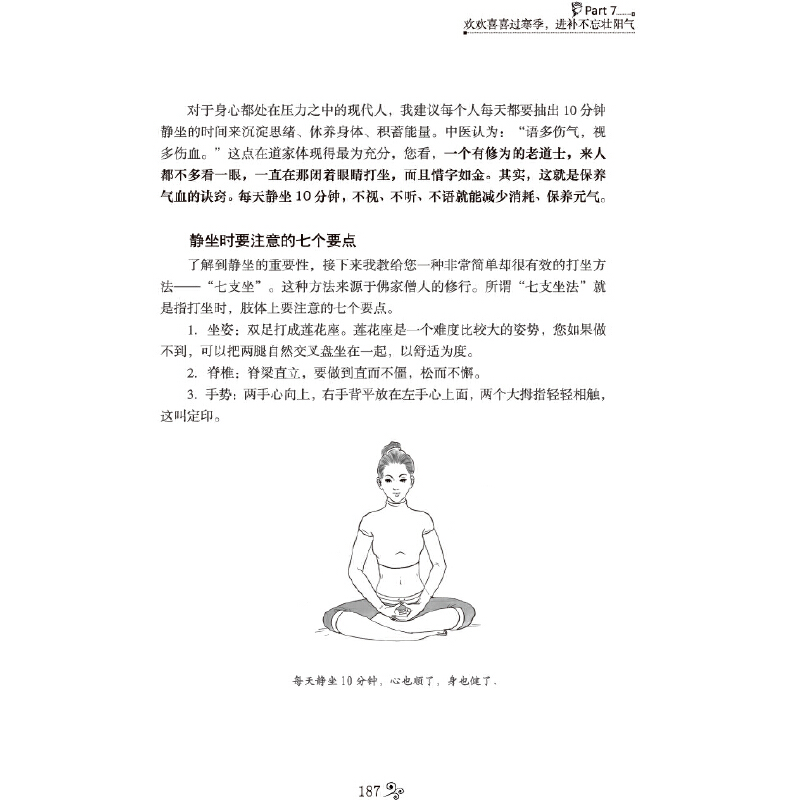 Part 7
欢欢喜喜过寒季,进补不忘壮阳气
对于身心都处在压力之中的现代人,我建议每个人每天都要抽出 10 分钟
静坐的时间来沉淀思绪、休养身体、积蓄能量。中医认为:“语多伤气,视
多伤血。”这点在道家体现得最为充分,您看,一个有修为的老道士,来人
都不多看一眼,一直在那闭着眼睛打坐,而且惜字如金。其实,这就是保养
气血的诀窍。每天静坐 10 分钟,不视、不听、不语就能减少消耗、保养元气。
静坐时要注意的七个要点
了解到静坐的重要性,接下来我教给您一种非常简单却很有效的打坐方
法——“七支坐”。这种方法来源于佛家僧人的修行。所谓“七支坐法”就
是指打坐时,肢体上要注意的七个要点。
1. 坐姿:双足打成莲花座。莲花座是一个难度比较大的姿势,您如果做
不到,可以把两腿自然交叉盘坐在一起,以舒适为度。
2. 脊椎:脊梁直立,要做到直而不僵,松而不懈。
3. 手势:两手心向上,右手背平放在左手心上面,两个大拇指轻轻相触,
这叫定印。
每天静坐 10 分钟,心也顺了,身也健了.
187